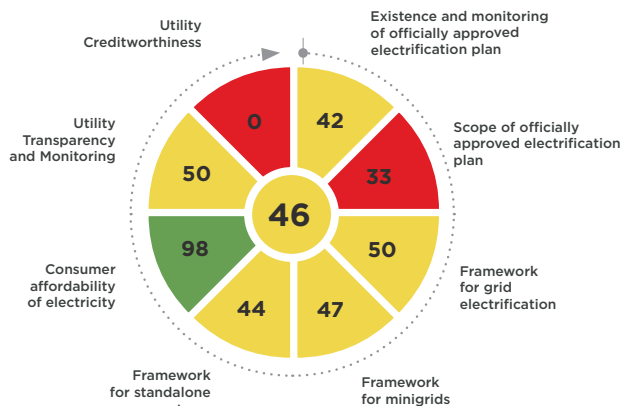 Utility
Creditworthiness
Existence and monitoring
of officially approved
electrification plan
0
42
Utility
Transparency
and Monitoring
Scope of officially
approved electrification
plan
50
33
46
98
50
Consumer
affordability
of electricity
Framework
for grid
electrification
44
47
Framework
for standalone
Framework
for minigrids